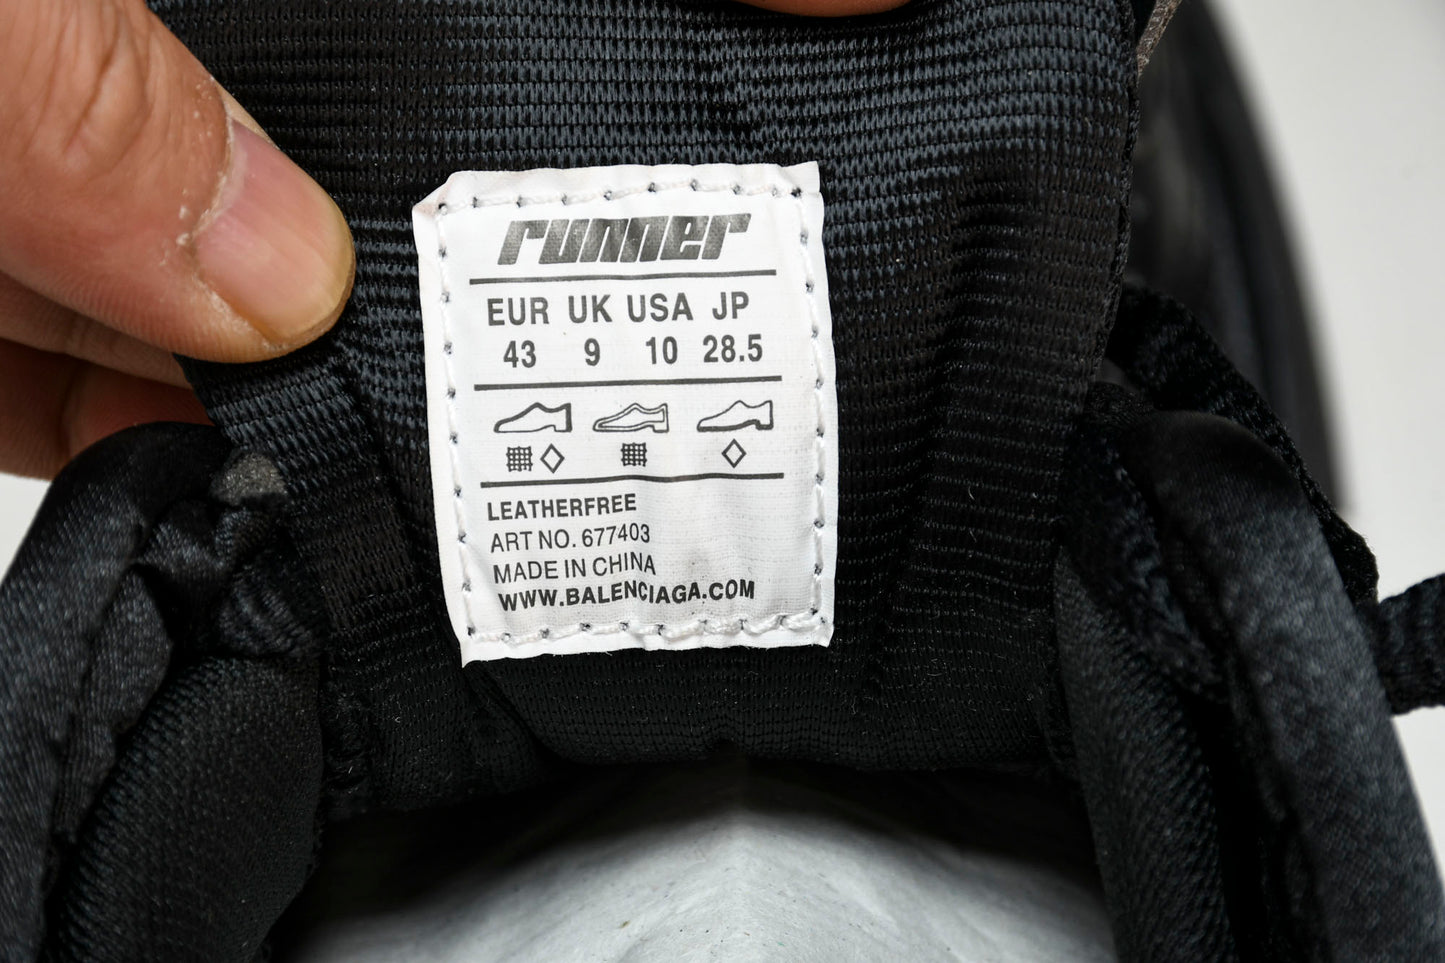 runner
EUR UK USA JP
43 9 10 28.5
LEATHERFREE
ART NO. 677403
MADE IN CHINA
WWW.BALENCIAGA.COM